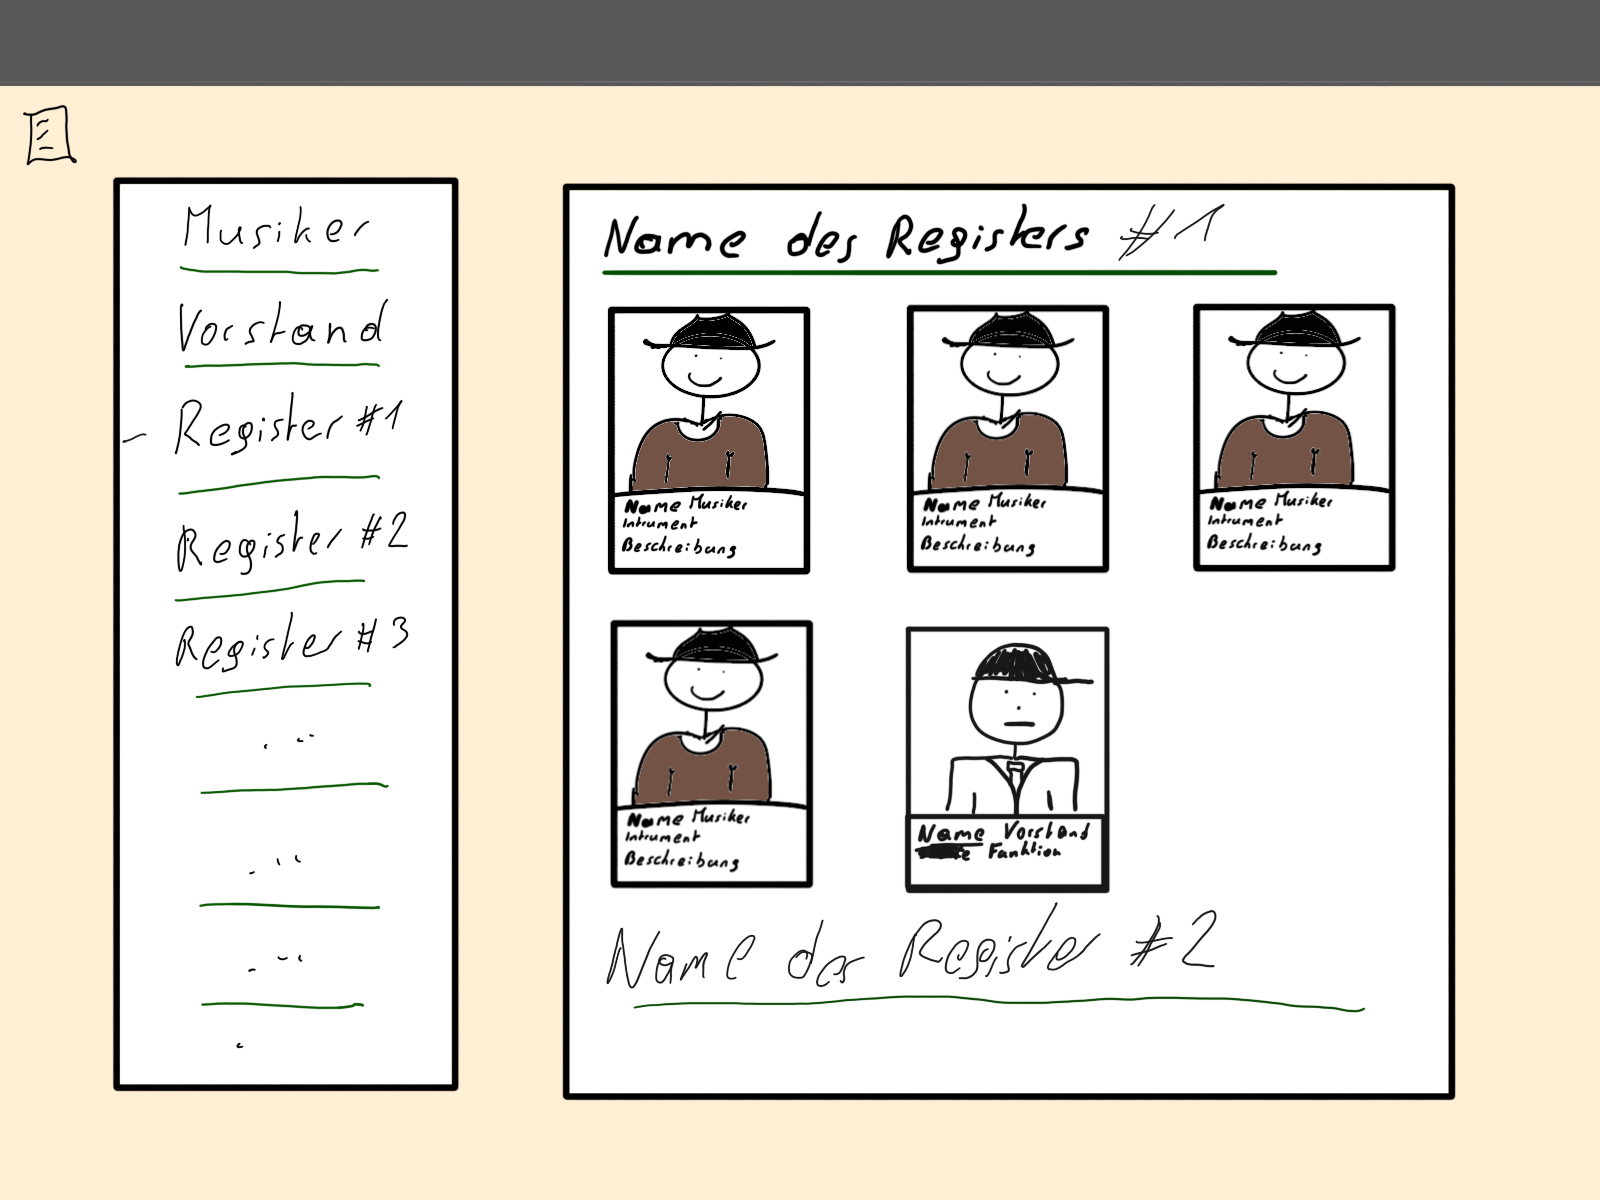 Musiker
Vorstand
- Register #1
Register #2
Register #3
Name des Registers #1
Name Musiker
Intrument
Beschreibung
Name Musiker
Intrument
Beschreibung
Name Musiker
Intrument
Beschreibung
Name Musiker
Intrument
Beschreibung
Name Vorstand
Funktion
Name der Register #2